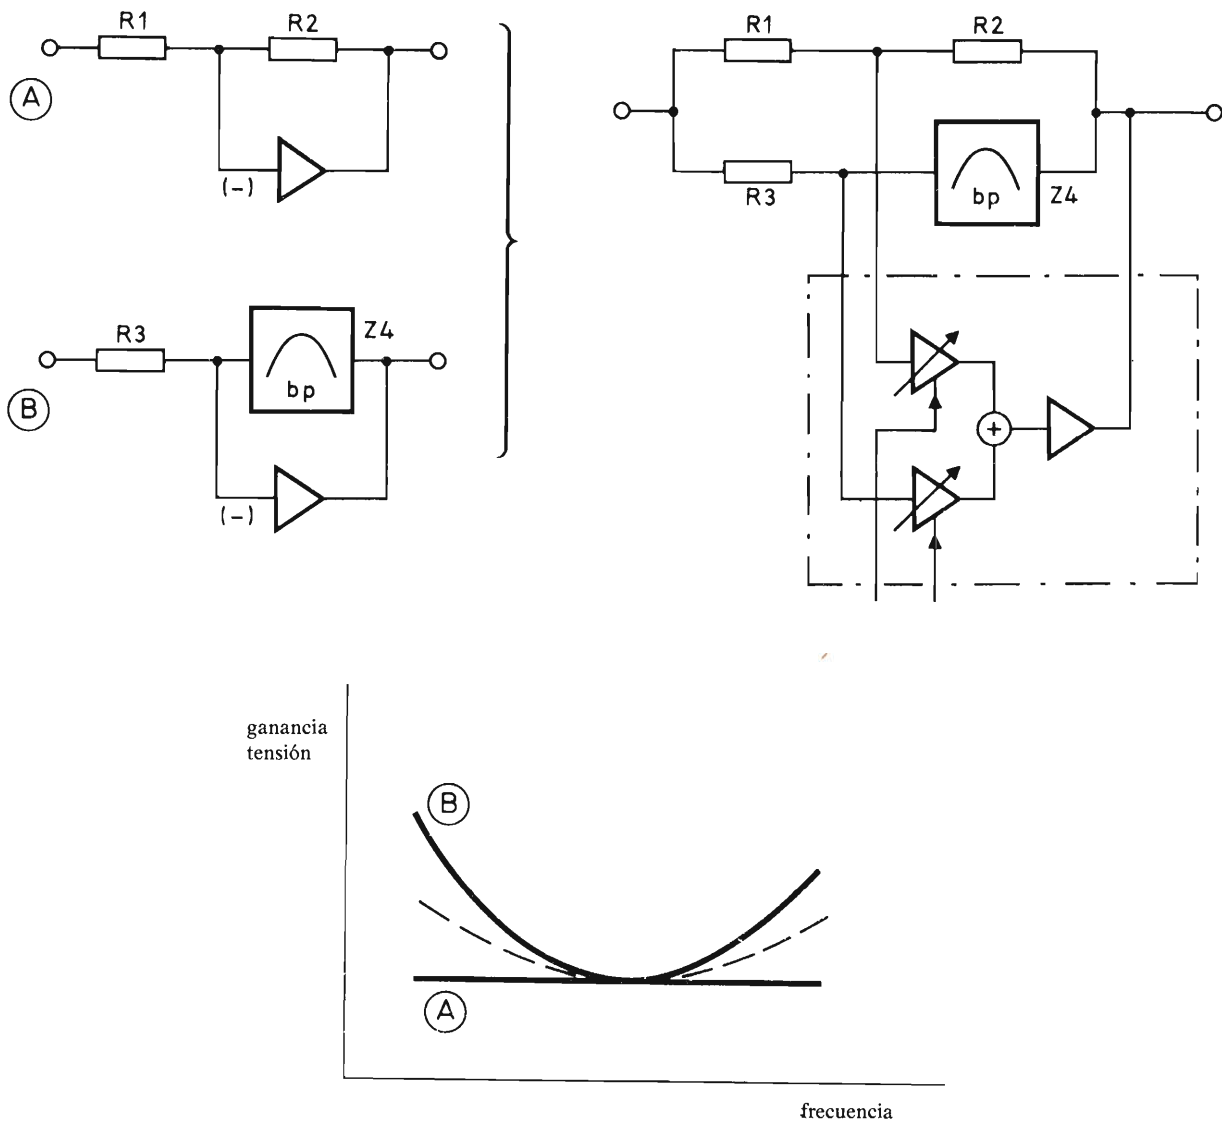 R1
R2
A
(-)
R3
Z4
bp
B
(-)
R1
R2
R3
bp
Z4
+
ganancia
tensión
B
A
frecuencia